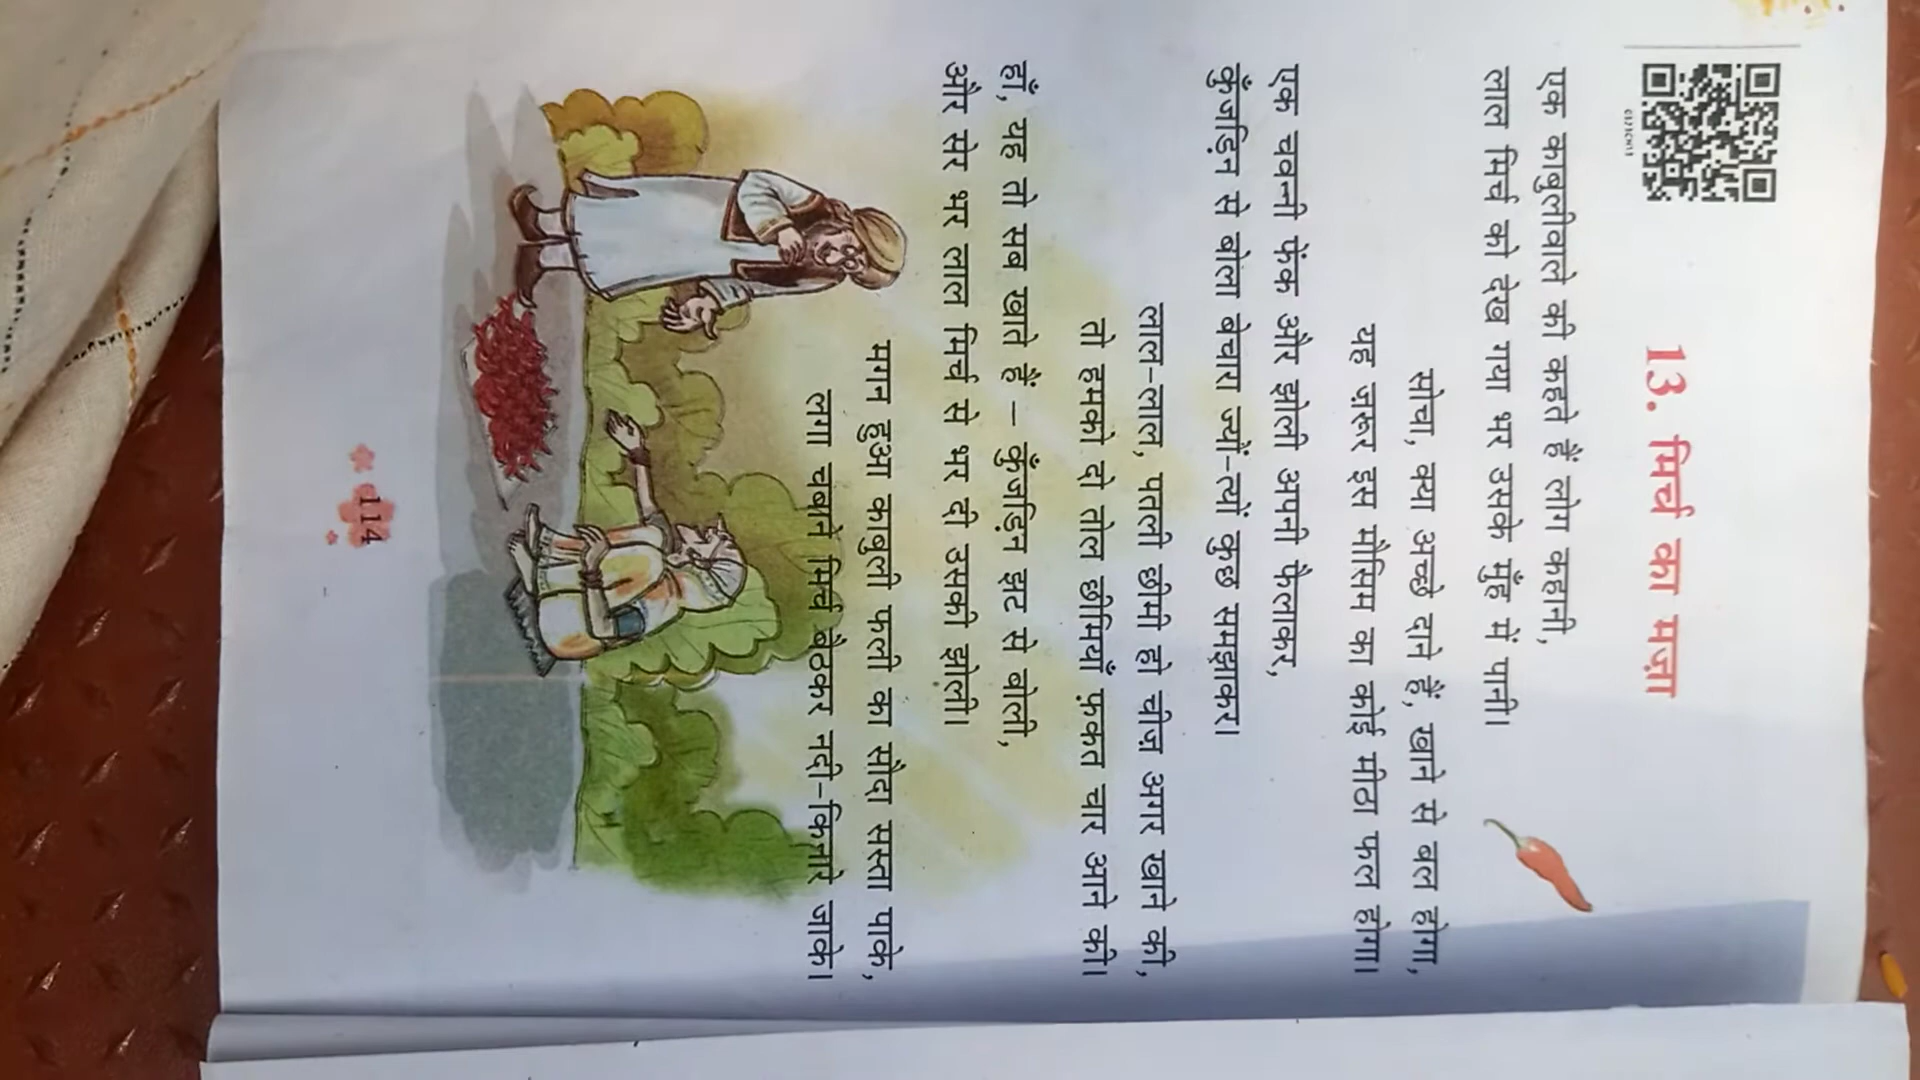 13. मिर्च का मज़ा
एक काबुलीवाले की कहते हैं लोग कहानी,
लाल मिर्च को देख गया भर उसके मुँह में पानी।
सोचा, क्या अच्छे दाने हैं, खाने से बल होगा,
यह ज़रूर इस मौसिम का कोई मीठा फल होगा।
एक चवन्नी फेंक और झोली अपनी फैलाकर,
कुँजड़िन से बोला बेचारा ज्यों-त्यों कुछ समझाकर।
लाल-लाल, पतली छीमी हो चीज़ अगर खाने की,
तो हमको दो तोल छीमियाँ फ़कत चार आने की।
हाँ, यह तो सब खाते हैं – कुँजड़िन झट से बोली,
और सेर भर लाल मिर्च से भर दी उसकी झोली।
मगन हुआ काबुली फली का सौदा सस्ता पाके,
लगा चबाने मिर्च बैठकर नदी-किनारे जाके।
114